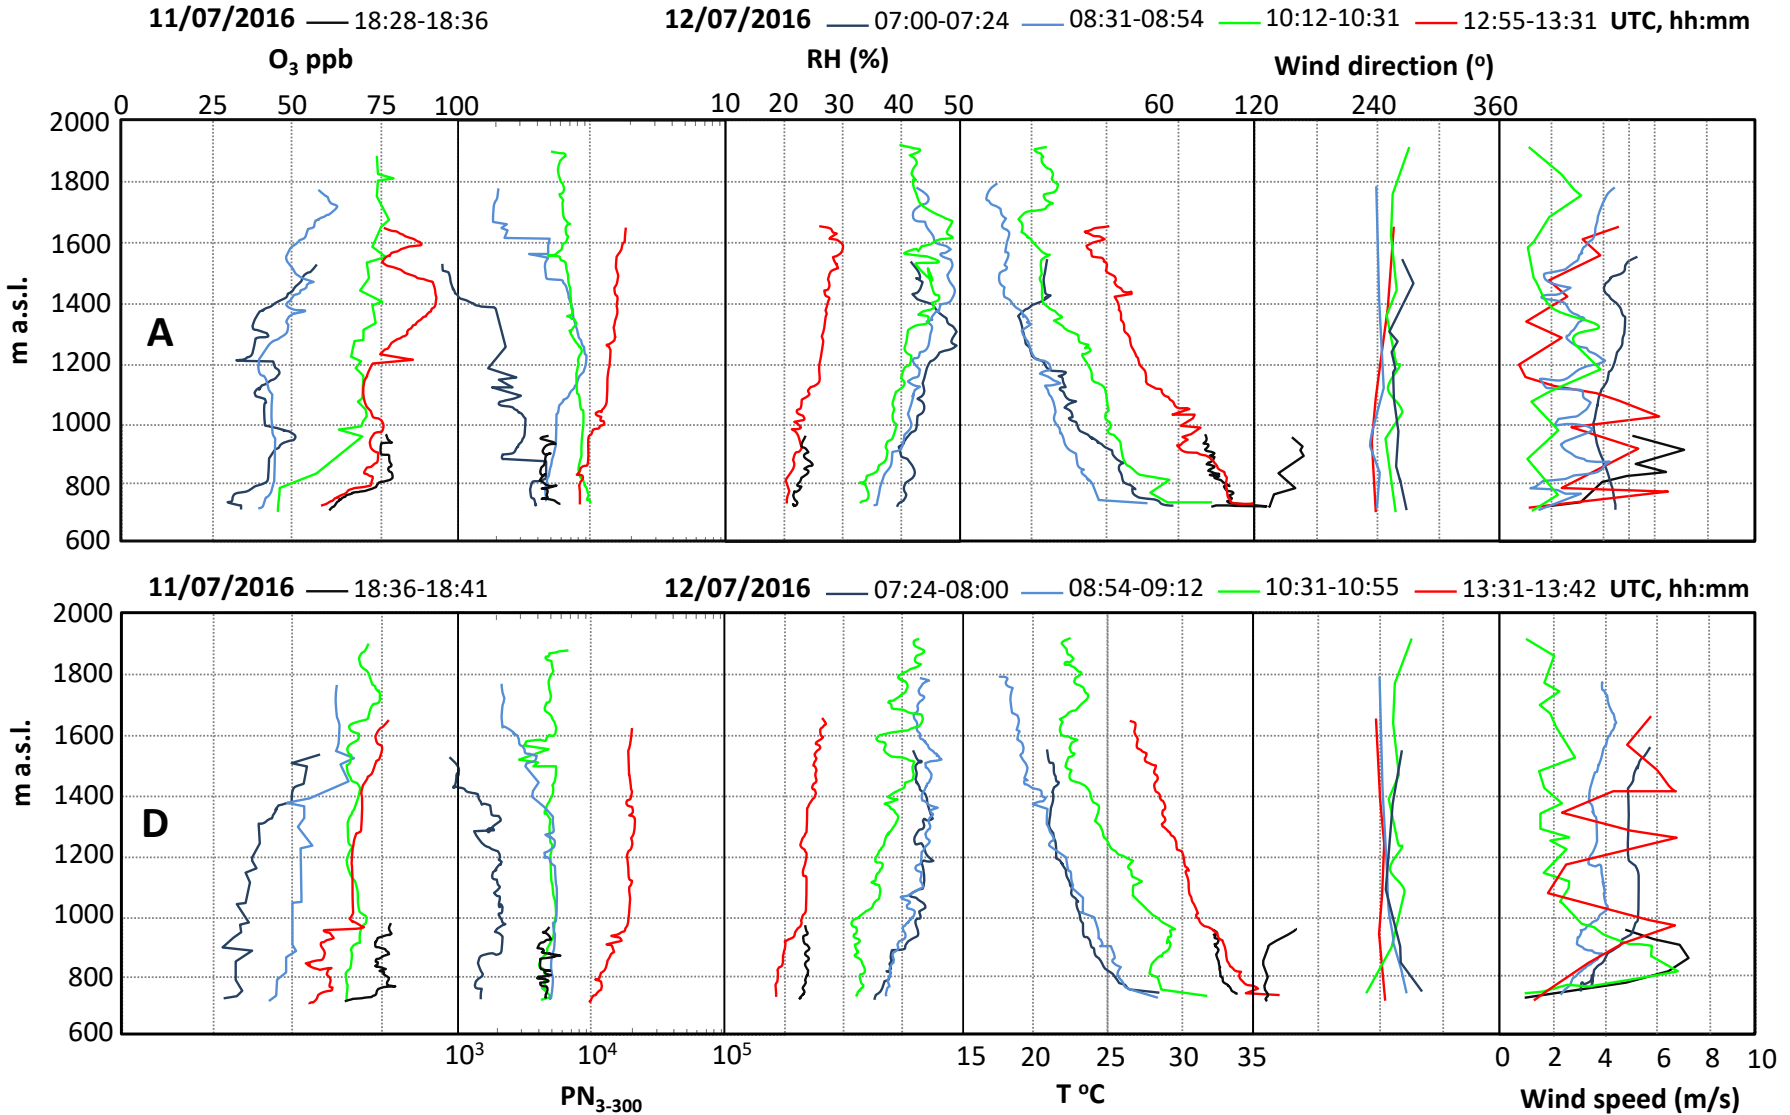 11/07/2016 18:28-18:36 12/07/2016 07:00-07:24 08:31-08:54 10:12-10:31 12:55-13:31 UTC, hh:mm
O₃ ppb RH (%) Wind direction (º)
0 25 50 75 100 10 20 30 40 50 60 120 240 360
2000
1800
1600
1400
1200
1000
800
600
m a.s.l.
A
11/07/2016 18:36-18:41 12/07/2016 07:24-08:00 08:54-09:12 10:31-10:55 13:31-13:42 UTC, hh:mm
2000
1800
1600
1400
1200
1000
800
600
m a.s.l.
D
10³ 10⁴ 10⁵ 15 20 25 30 35 0 2 4 6 8 10
PN₃₋₃₀₀ T ºC Wind speed (m/s)